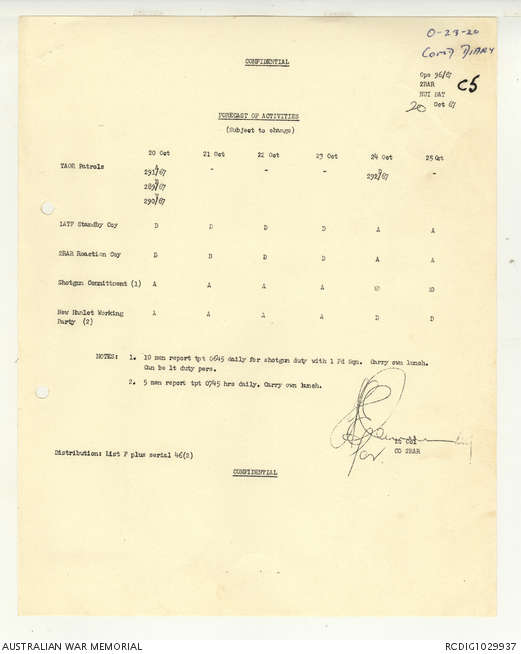 0-23-20
COMD DIARY
CONFIDENTIAL
Ops 96/67
2RAR
NUI DAT
20 Oct 67
C5
FORECAST OF ACTIVITIES
(Subject to change)
20 Oct 21 Oct 22 Oct 23 Oct 24 Oct 25 Oct
TAOR Patrols 291/67 - - - 292/67 -
289/67
290/67
1ATF Standby Coy D D D D A A
2RAR Reaction Coy D D D D A A
Shotgun Committment (1) A A A A
New Hamlet Working A A A A D D
Party (2)
NOTES: 1. 10 men report tpt 0645 daily for shotgun duty with 1 Fd Sqn. Carry own lunch.
Can be lt duty pers.
2. 5 men report tpt 0745 hrs daily. Carry own lunch.
Lt Col
for CO 2RAR
Distribution: List F plus serial 46(2)
CONFIDENTIAL
AUSTRALIAN WAR MEMORIAL RCDIG1029937